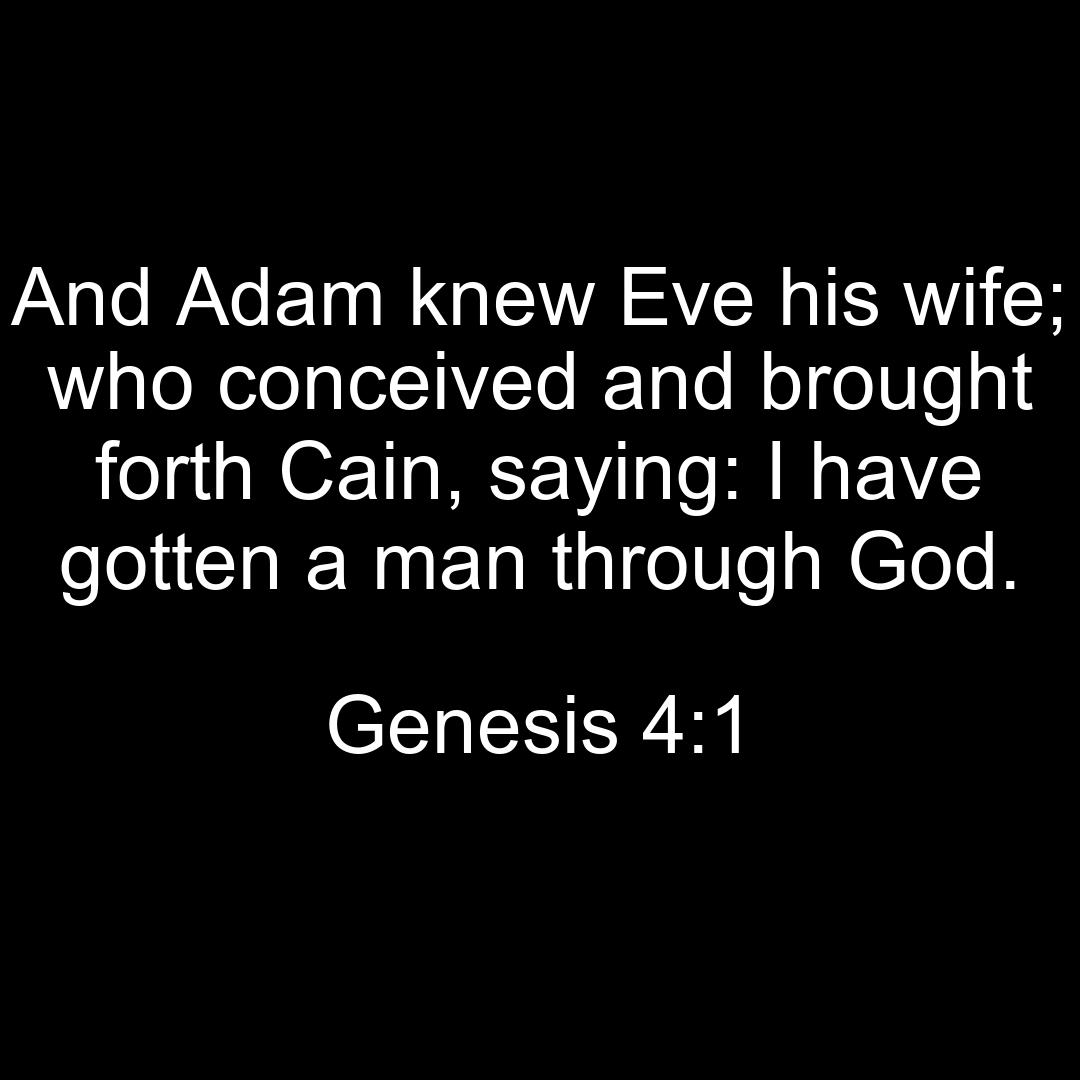 And Adam knew Eve his wife;
who conceived and brought
forth Cain, saying: I have
gotten a man through God.
Genesis 4:1